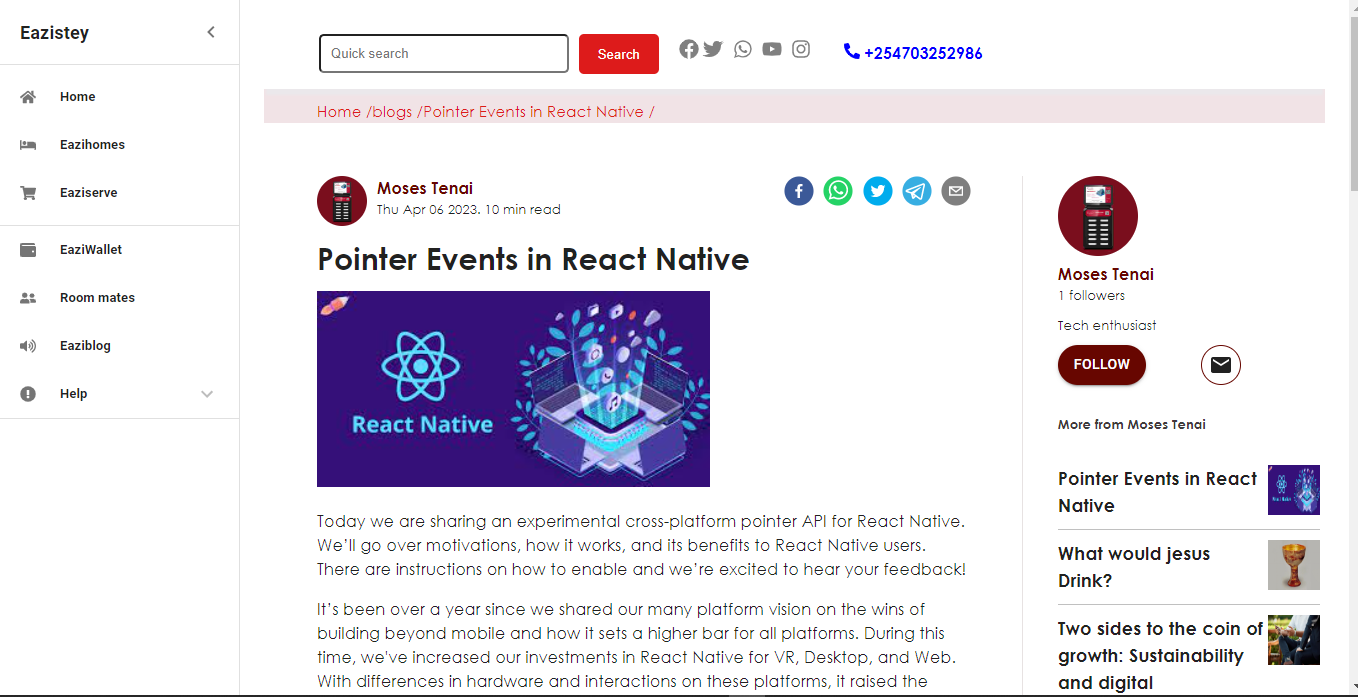 Eazistey
Home
Eazihomes
Eaziserve
EaziWallet
Room mates
Eaziblog
Help
Quick search
Search
+254703252986
Home /blogs /Pointer Events in React Native /
Moses Tenai
Thu Apr 06 2023. 10 min read
Pointer Events in React Native
React Native
Today we are sharing an experimental cross-platform pointer API for React Native.
We’ll go over motivations, how it works, and its benefits to React Native users.
There are instructions on how to enable and we’re excited to hear your feedback!
It’s been over a year since we shared our many platform vision on the wins of
building beyond mobile and how it sets a higher bar for all platforms. During this
time, we've increased our investments in React Native for VR, Desktop, and Web.
With differences in hardware and interactions on these platforms, it raised the
Moses Tenai
1 followers
Tech enthusiast
FOLLOW
More from Moses Tenai
Pointer Events in React
Native
What would jesus
Drink?
Two sides to the coin of
growth: Sustainability
and digital